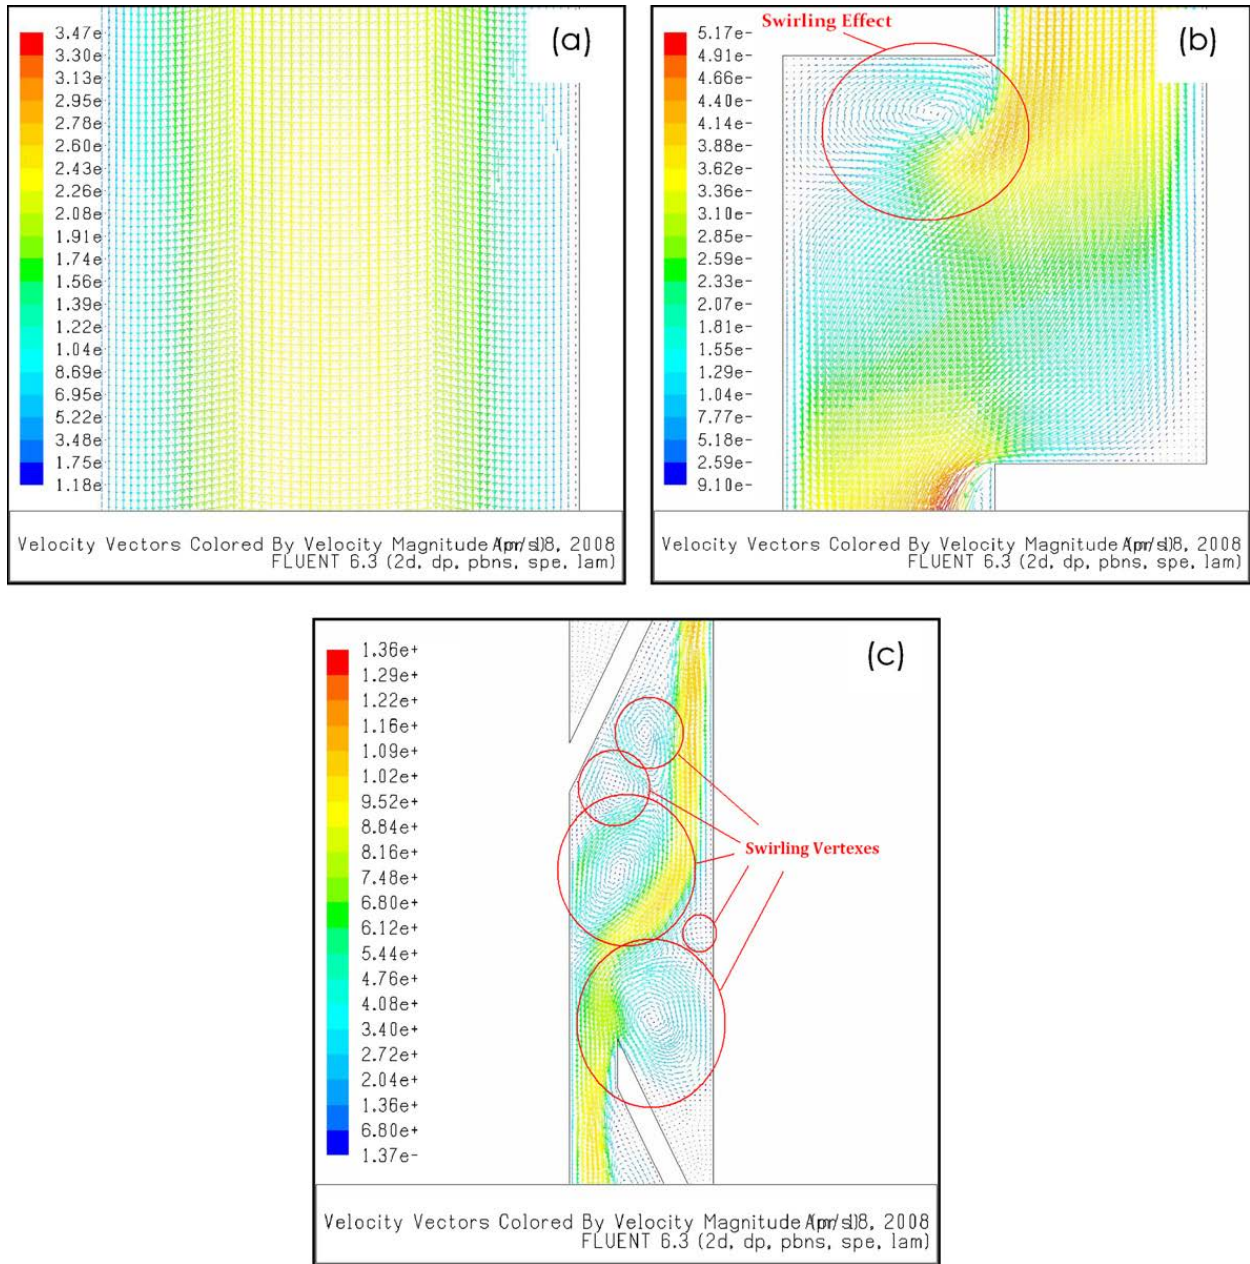 (a)
3.47e
3.30e
3.13e
2.95e
2.78e
2.60e
2.43e
2.26e
2.08e
1.91e
1.74e
1.56e
1.39e
1.22e
1.04e
8.69e
6.95e
5.22e
3.48e
1.75e
1.18e
Velocity Vectors Colored By Velocity Magnitude (m/s) Apr 18, 2008
FLUENT 6.3 (2d, dp, pbns, spe, lam)
Swirling Effect
(b)
5.17e-
4.91e-
4.66e-
4.40e-
4.14e-
3.88e-
3.62e-
3.36e-
3.10e-
2.85e-
2.59e-
2.33e-
2.07e-
1.81e-
1.55e-
1.29e-
1.04e-
7.77e-
5.18e-
2.59e-
9.10e-
Velocity Vectors Colored By Velocity Magnitude (m/s) Apr 18, 2008
FLUENT 6.3 (2d, dp, pbns, spe, lam)
(c)
1.36e+
1.29e+
1.22e+
1.16e+
1.09e+
1.02e+
9.52e+
8.84e+
8.16e+
7.48e+
6.80e+
6.12e+
5.44e+
4.76e+
4.08e+
3.40e+
2.72e+
2.04e+
1.36e+
6.80e+
1.37e-
Swirling Vertexes
Velocity Vectors Colored By Velocity Magnitude (m/s) Apr 18, 2008
FLUENT 6.3 (2d, dp, pbns, spe, lam)